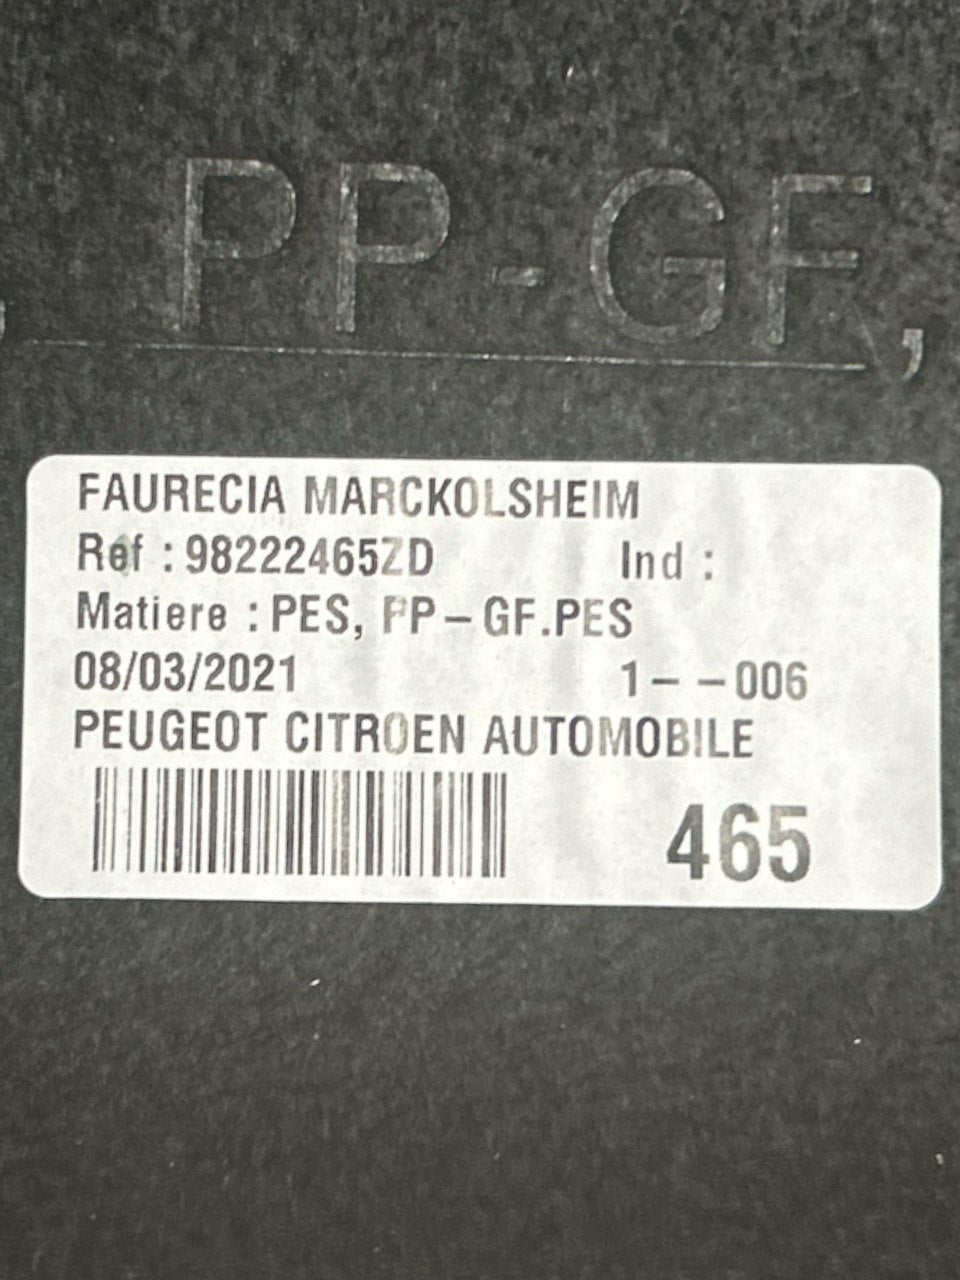 , PP-GF,
FAURECIA MARCKOLSHEIM
Ref : 98222465ZD Ind :
Matiere : PES, PP-GF.PES
08/03/2021 1--006
PEUGEOT CITROEN AUTOMOBILE
465